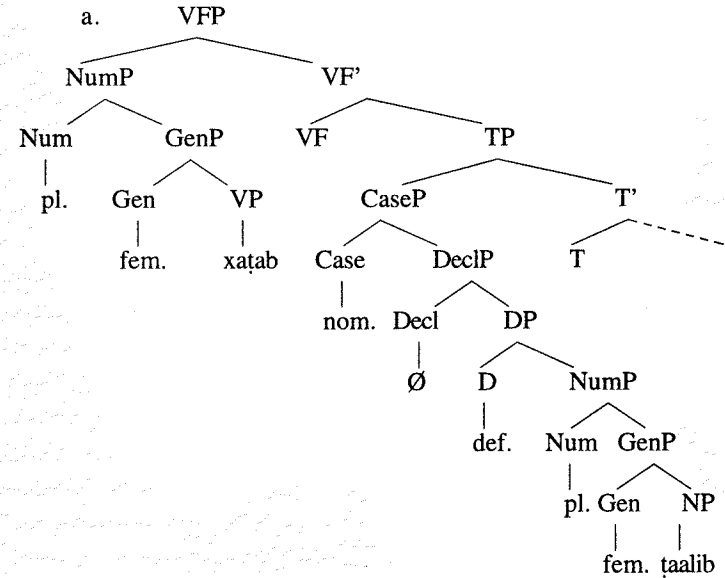 a. VFP
NumP VF'
Num GenP VF TP
pl. Gen VP CaseP T'
fem. xaṭab Case DeclP T
nom. Decl DP
Ø D NumP
def. Num GenP
pl. Gen NP
fem. ṭaalib